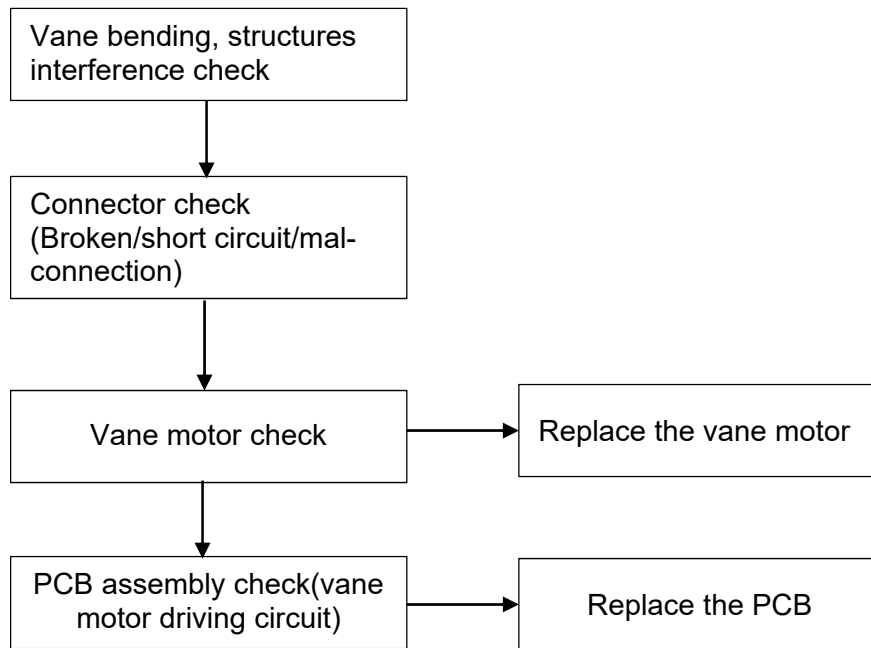 Vane bending, structures
interference check
Connector check
(Broken/short circuit/mal-
connection)
Vane motor check
Replace the vane motor
PCB assembly check(vane
motor driving circuit)
Replace the PCB